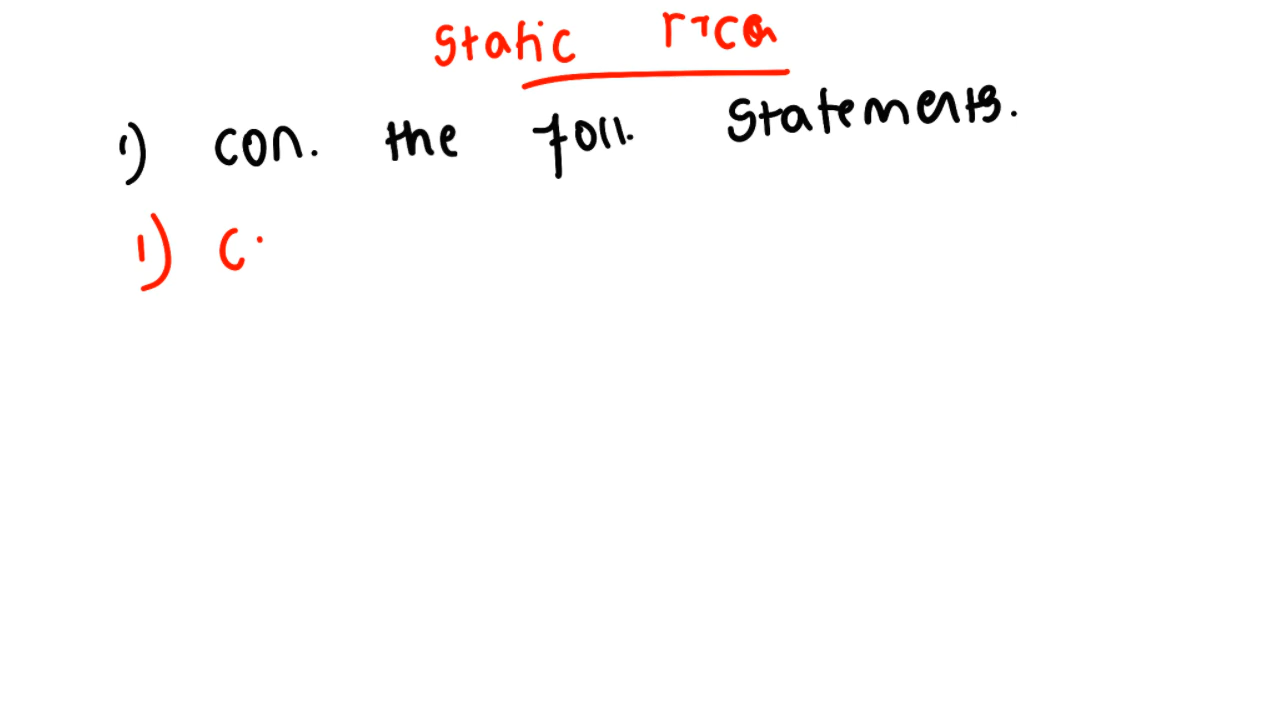 Static
1) con. the foll. Statements.
1) C